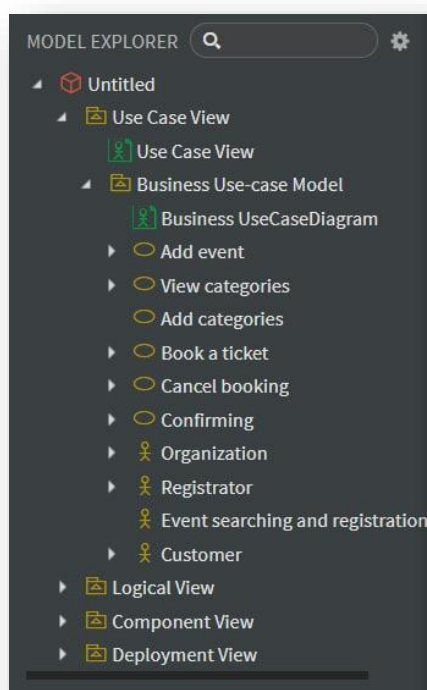 MODEL EXPLORER
Untitled
Use Case View
Use Case View
Business Use-case Model
Business UseCaseDiagram
Add event
View categories
Add categories
Book a ticket
Cancel booking
Confirming
Organization
Registrator
Event searching and registration
Customer
Logical View
Component View
Deployment View